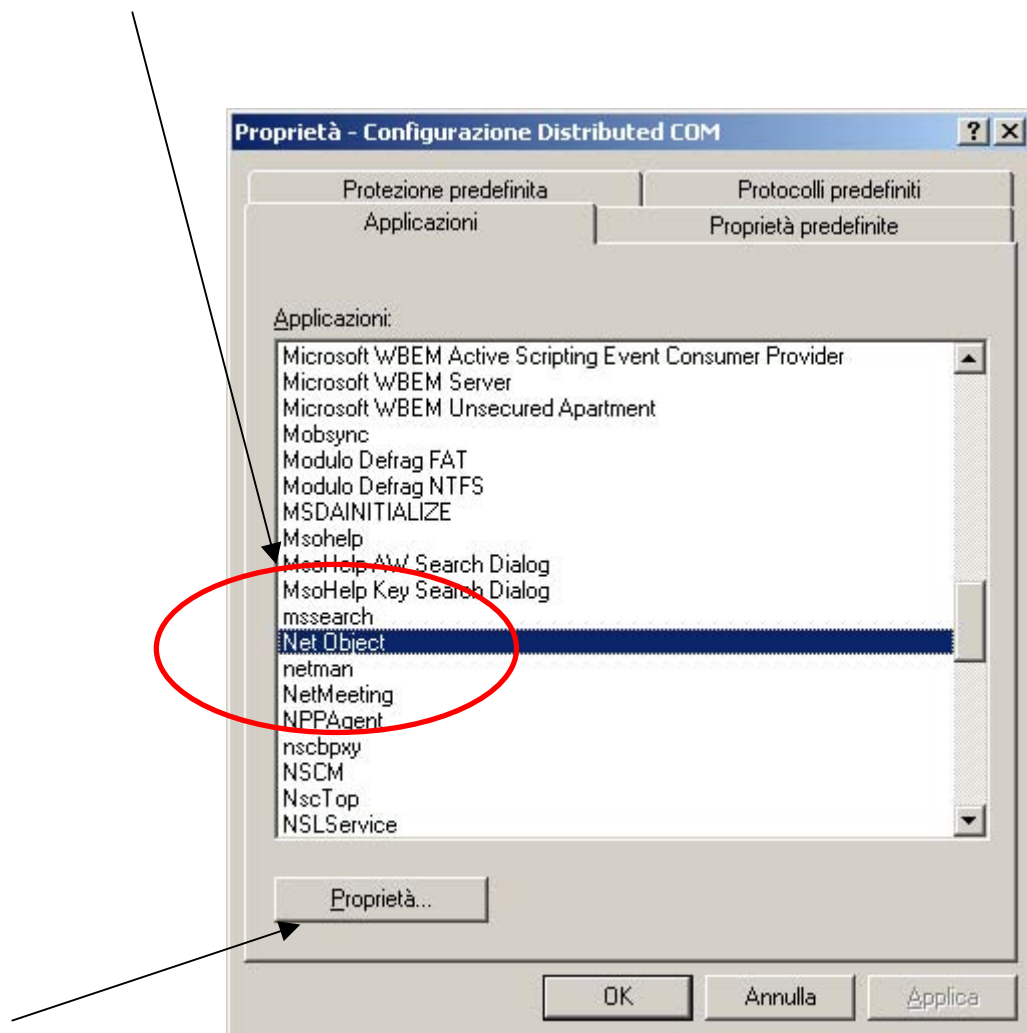 Proprietà - Configurazione Distributed COM
Protezione predefinita
Protocolli predefiniti
Applicazioni
Proprietà predefinite
Applicazioni:
Microsoft WBEM Active Scripting Event Consumer Provider
Microsoft WBEM Server
Microsoft WBEM Unsecured Apartment
Mobsync
Modulo Defrag FAT
Modulo Defrag NTFS
MSDAINITIALIZE
Msohelp
MsoHelp AW Search Dialog
MsoHelp Key Search Dialog
mssearch
Net Object
netman
NetMeeting
NPPAgent
nscbpxy
NSCM
NscTop
NSLService
Proprietà...
OK
Annulla
Applica